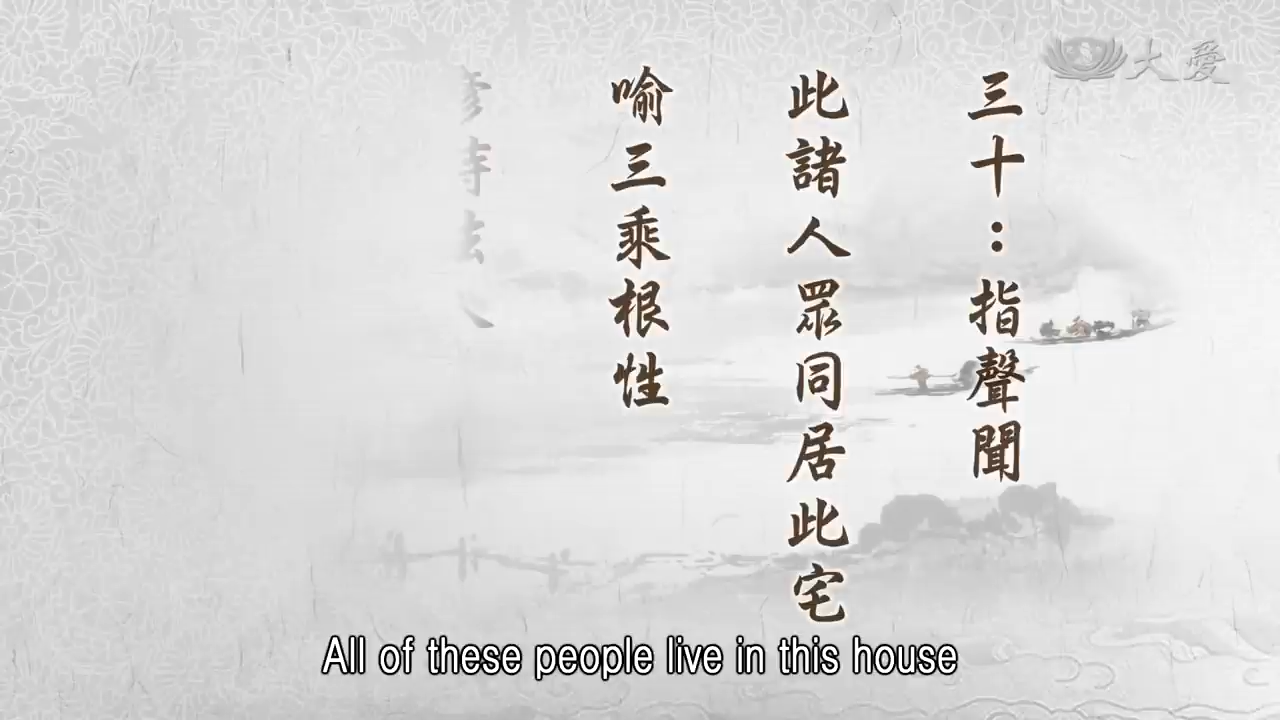 三十：指聲聞
此諸人眾同居此宅
喻三乘根性
All of these people live in this house
大愛